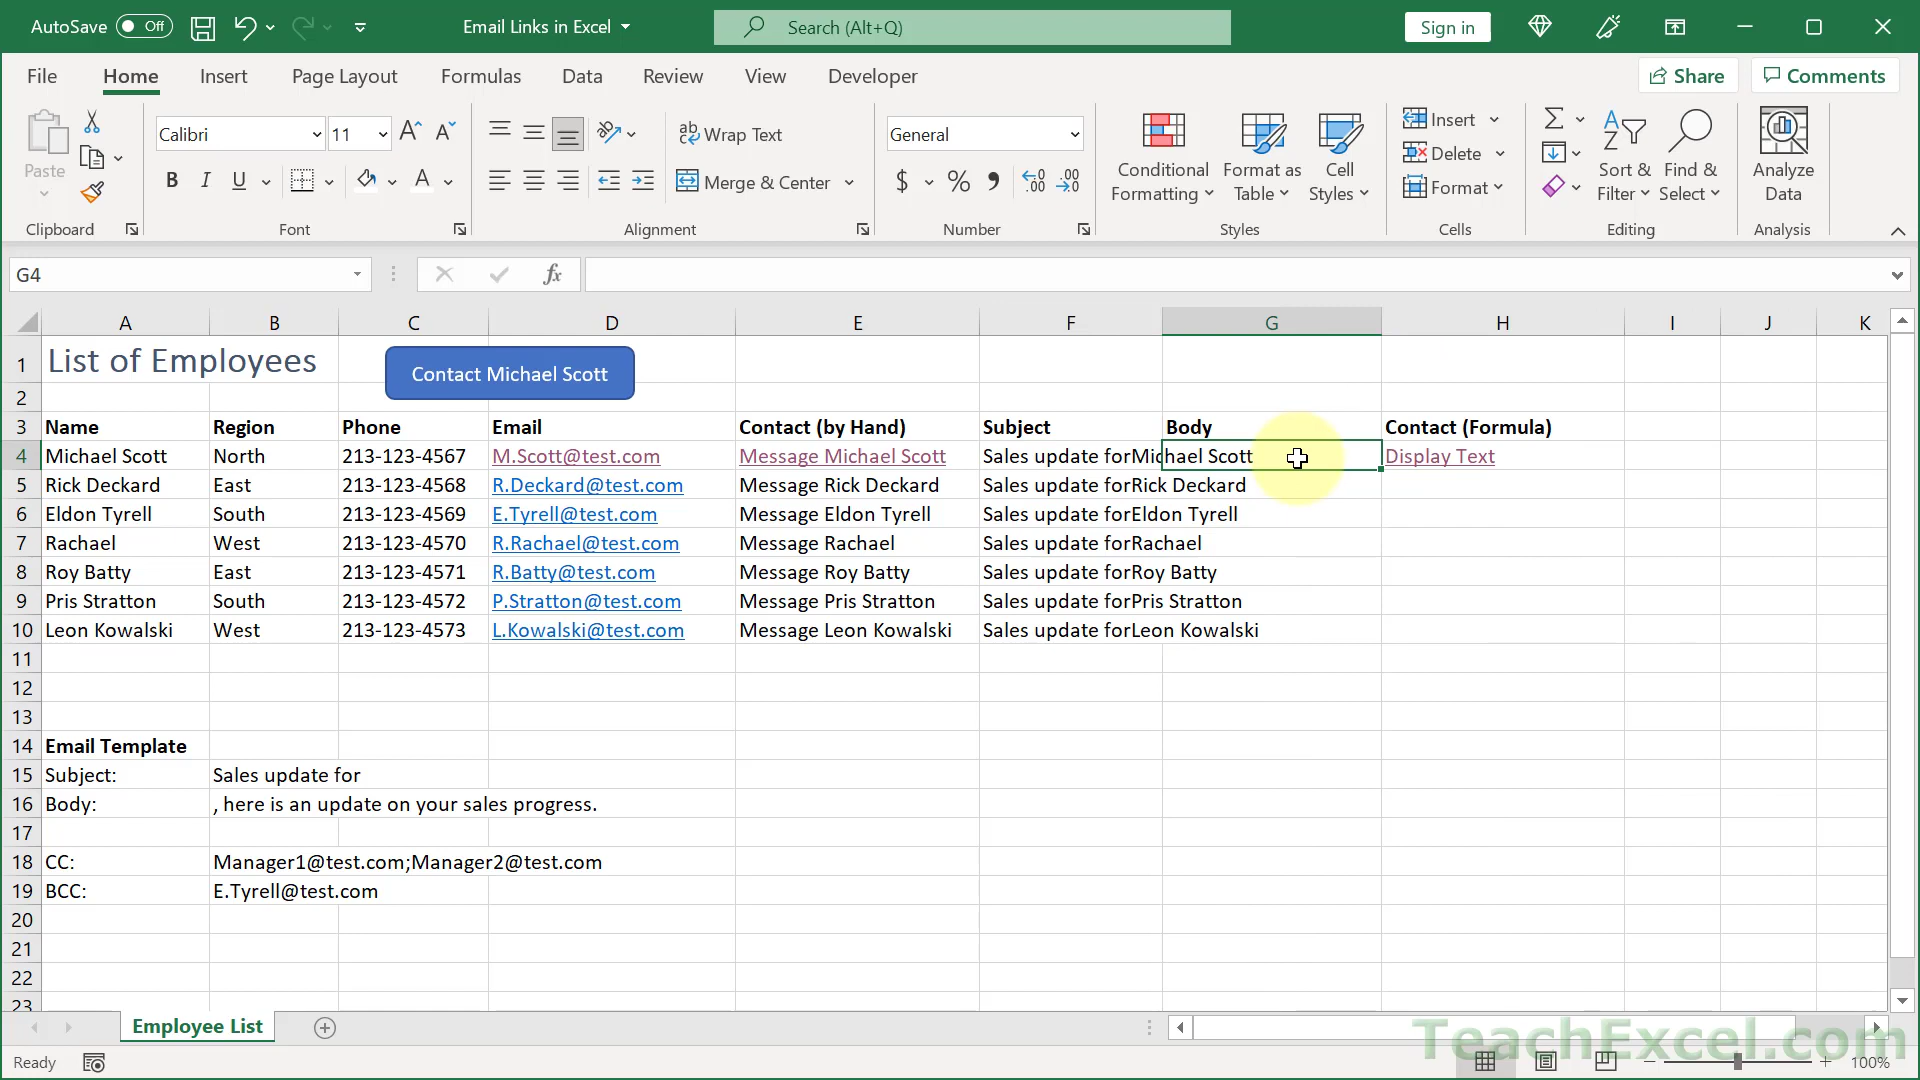 AutoSave Off Email Links in Excel Search (Alt+Q) Sign in
File Home Insert Page Layout Formulas Data Review View Developer Share Comments
Paste Calibri 11 A A ab Wrap Text General Conditional Formatting Format as Table Cell Styles Insert Delete Format Sort & Filter Find & Select Analyze Data
B I U A Merge & Center $ % 9 .00 .00
Clipboard Font Alignment Number Styles Cells Editing Analysis
G4 fx
A B C D E F G H I J K
1 List of Employees Contact Michael Scott
2
3 Name Region Phone Email Contact (by Hand) Subject Body Contact (Formula)
4 Michael Scott North 213-123-4567 M.Scott@test.com Message Michael Scott Sales update forMichael Scott Display Text
5 Rick Deckard East 213-123-4568 R.Deckard@test.com Message Rick Deckard Sales update forRick Deckard
6 Eldon Tyrell South 213-123-4569 E.Tyrell@test.com Message Eldon Tyrell Sales update forEldon Tyrell
7 Rachael West 213-123-4570 R.Rachael@test.com Message Rachael Sales update forRachael
8 Roy Batty East 213-123-4571 R.Batty@test.com Message Roy Batty Sales update forRoy Batty
9 Pris Stratton South 213-123-4572 P.Stratton@test.com Message Pris Stratton Sales update forPris Stratton
10 Leon Kowalski West 213-123-4573 L.Kowalski@test.com Message Leon Kowalski Sales update forLeon Kowalski
11
12
13
14 Email Template
15 Subject: Sales update for
16 Body: , here is an update on your sales progress.
17
18 CC: Manager1@test.com;Manager2@test.com
19 BCC: E.Tyrell@test.com
20
21
22
23
Employee List
TeachExcel.com
Ready 100%